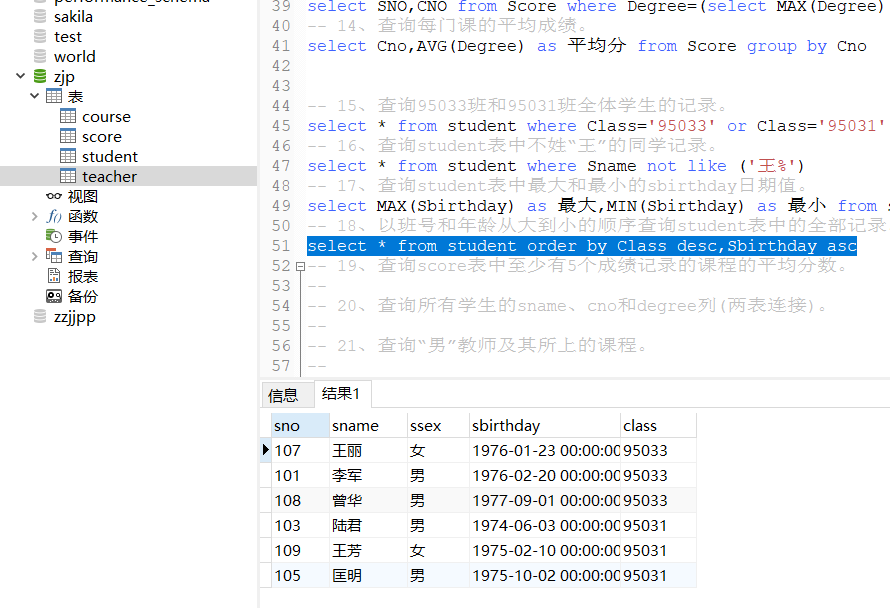 performance_schema
sakila
test
world
zjp
表
course
score
student
teacher
视图
函数
事件
查询
报表
备份
zzjjpp
39 select SNO,CNO from Score where Degree=(select MAX(Degree)
40 -- 14、查询每门课的平均成绩。
41 select Cno,AVG(Degree) as 平均分 from Score group by Cno
42
43
44 -- 15、查询95033班和95031班全体学生的记录。
45 select * from student where Class='95033' or Class='95031'
46 -- 16、查询student表中不姓“王”的同学记录。
47 select * from student where Sname not like ('王%')
48 -- 17、查询student表中最大和最小的sbirthday日期值。
49 select MAX(Sbirthday) as 最大,MIN(Sbirthday) as 最小 from s
50 -- 18、以班号和年龄从大到小的顺序查询student表中的全部记录
51 select * from student order by Class desc,Sbirthday asc
52 -- 19、查询score表中至少有5个成绩记录的课程的平均分数。
53 --
54 -- 20、查询所有学生的sname、cno和degree列(两表连接)。
55 --
56 -- 21、查询“男”教师及其所上的课程。
57 --
信息 结果1
sno sname ssex sbirthday class
107 王丽 女 1976-01-23 00:00:00 95033
101 李军 男 1976-02-20 00:00:00 95033
108 曾华 男 1977-09-01 00:00:00 95033
103 陆君 男 1974-06-03 00:00:00 95031
109 王芳 女 1975-02-10 00:00:00 95031
105 匡明 男 1975-10-02 00:00:00 95031